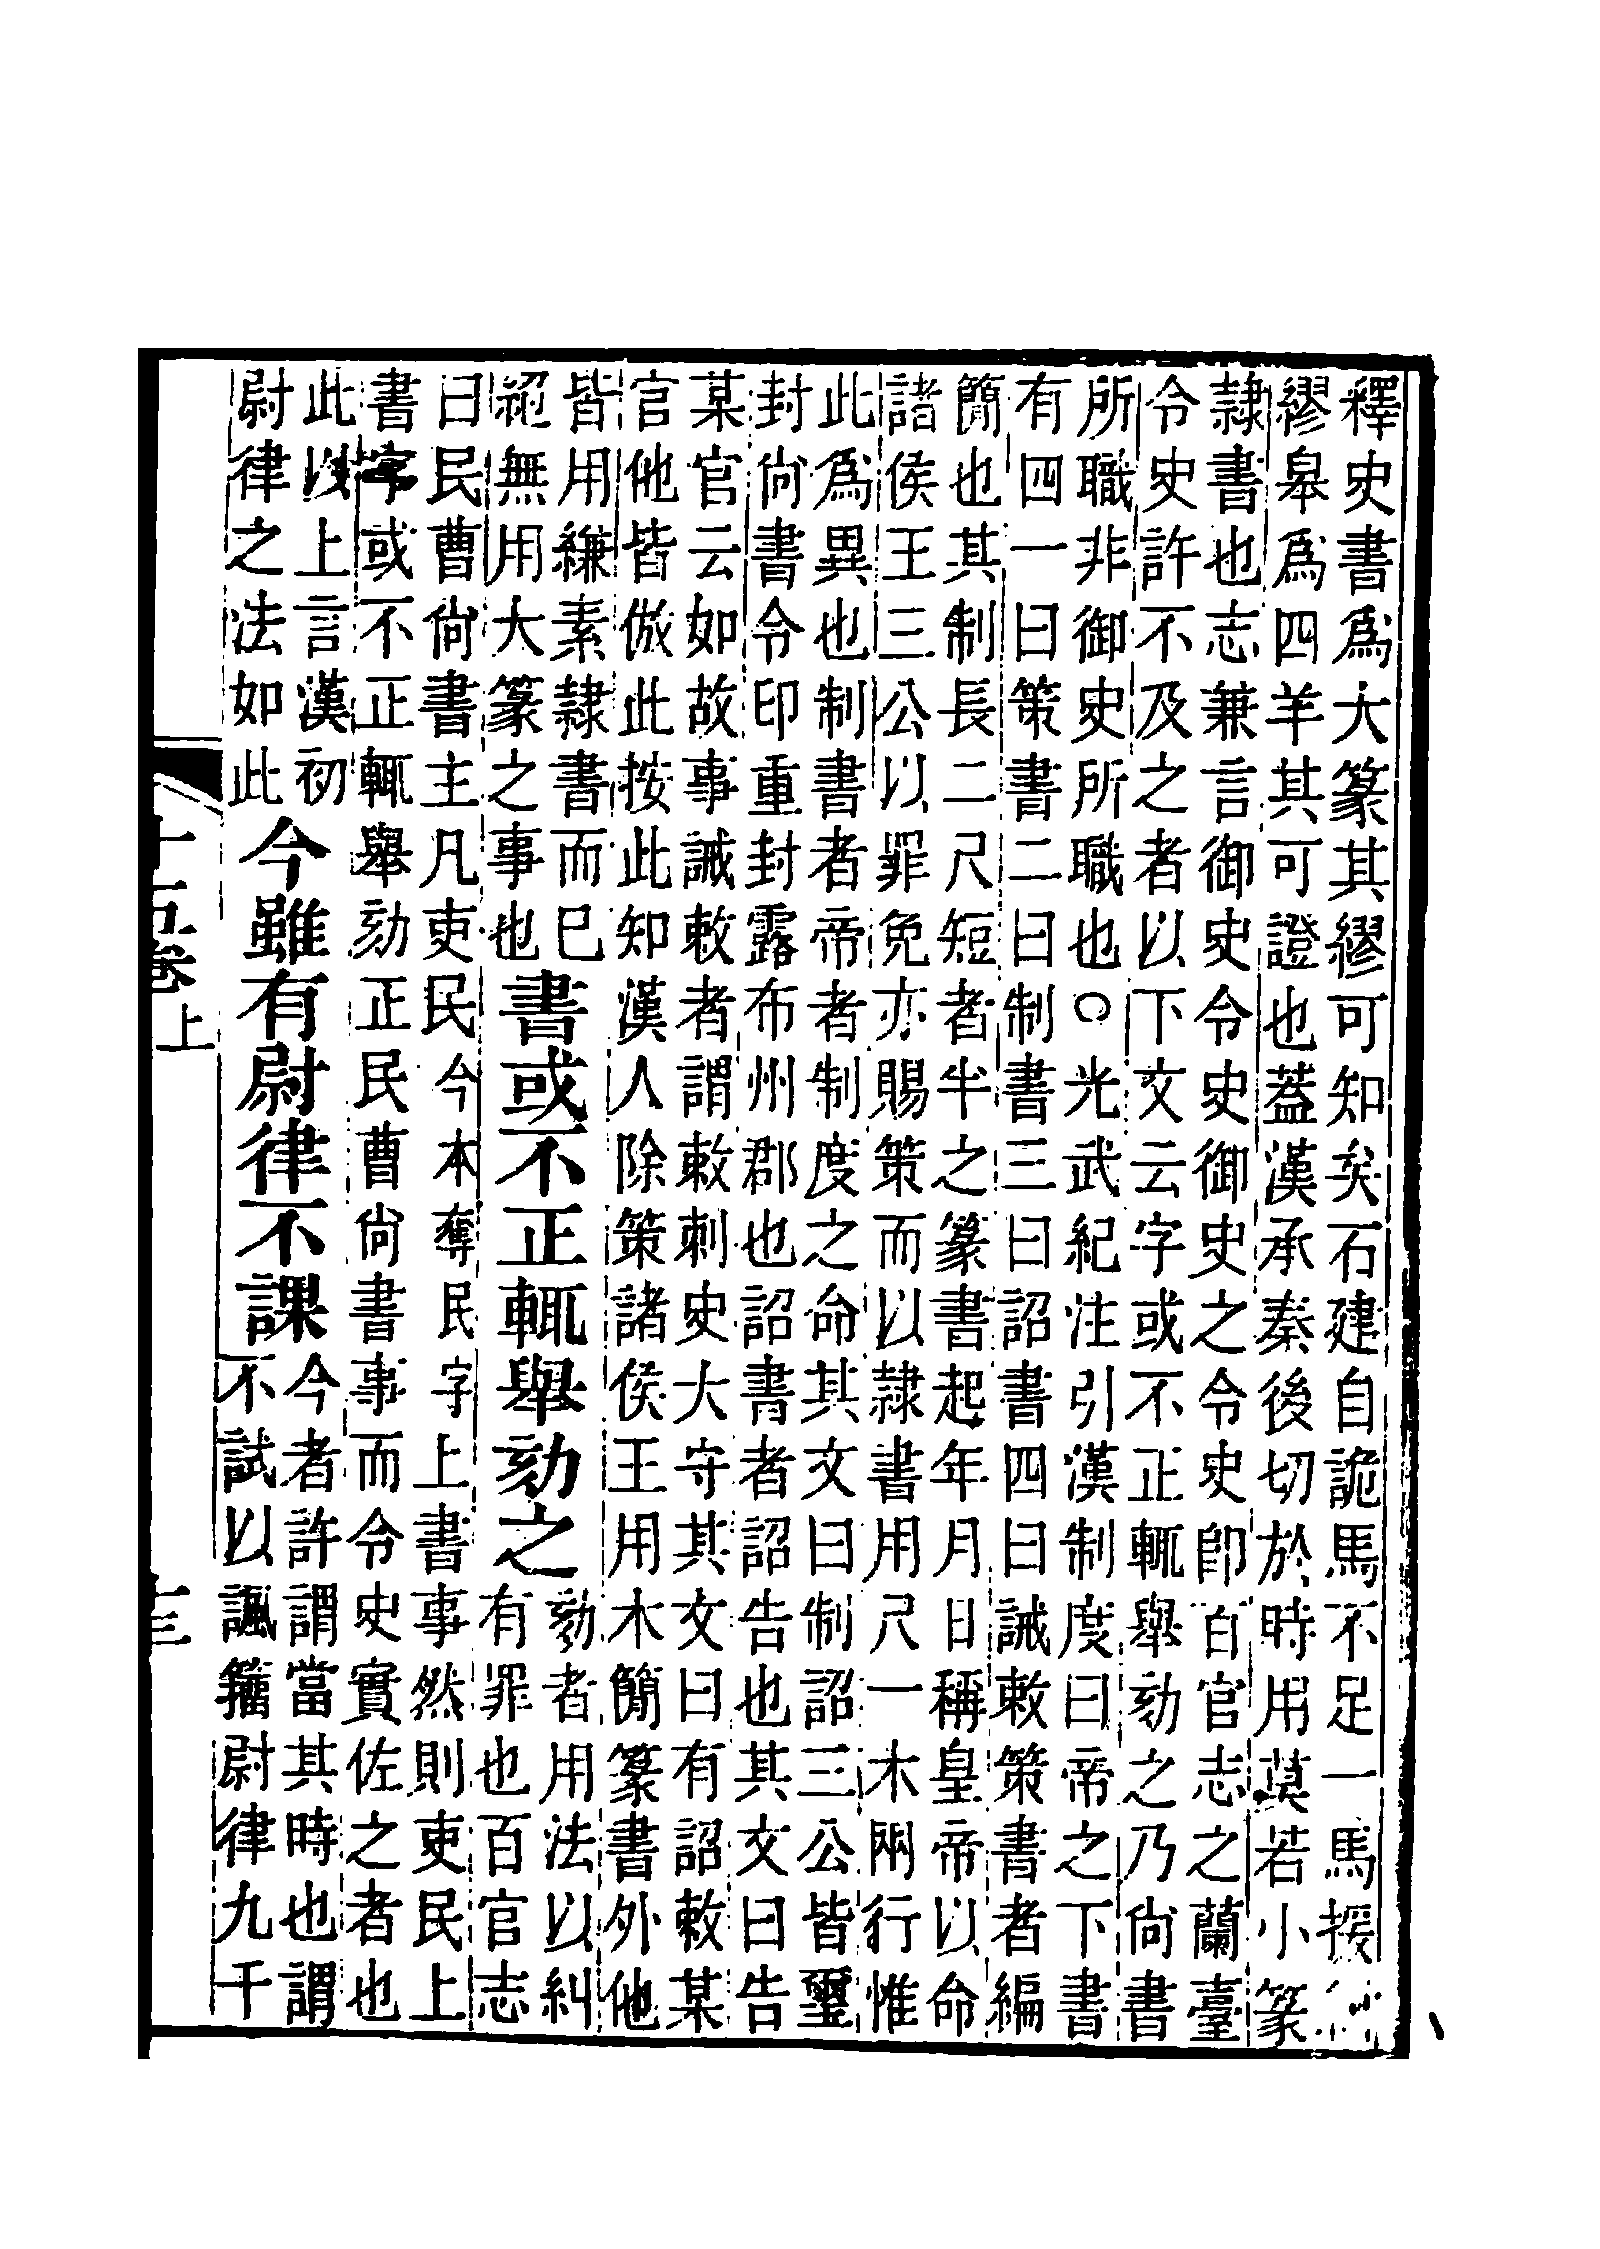 釋史書爲大篆其繆可知矣石建自詭馬不足一馬援
繆皋爲四羊其可證也葢漢承秦後切於時用莫若小篆
隷書也志兼言御史令史御史之令史卽百官志之蘭臺
令史許不及之者以下文云字或不正輒舉劾之乃尙書
所職非御史所職也○光武紀注引漢制度曰帝之下書
有四一曰策書二曰制書三曰詔書四曰誡敕策書者編
簡也其制長二尺短者半之篆書起年月日稱皇帝以命
諸侯王三公以罪免亦賜策而以隷書用尺一木兩行惟
此爲異也制書者帝者制度之命其文曰制詔三公皆璽
封尙書令印重封露布州郡也詔書者詔告也其文曰告
某官云如故事誡敕者謂敕刺史大守其文曰有詔敕某
官他皆倣此按此知漢人除策諸侯王用木簡篆書外他
皆用縑素隷書而已
絕無用大篆之事也
書或不正輒舉劾之
劾者用法以糾
有罪也百官志
曰民曹尙書主凡吏民今本奪民字上書事然則吏民上
書字或不正輒舉劾正民曹尙書事而令史實佐之者也
此以上言漢初
尉律之法如此
今雖有尉律不課
今者許謂當其時也謂
不試以諷籒尉律九千
十五卷上
十三